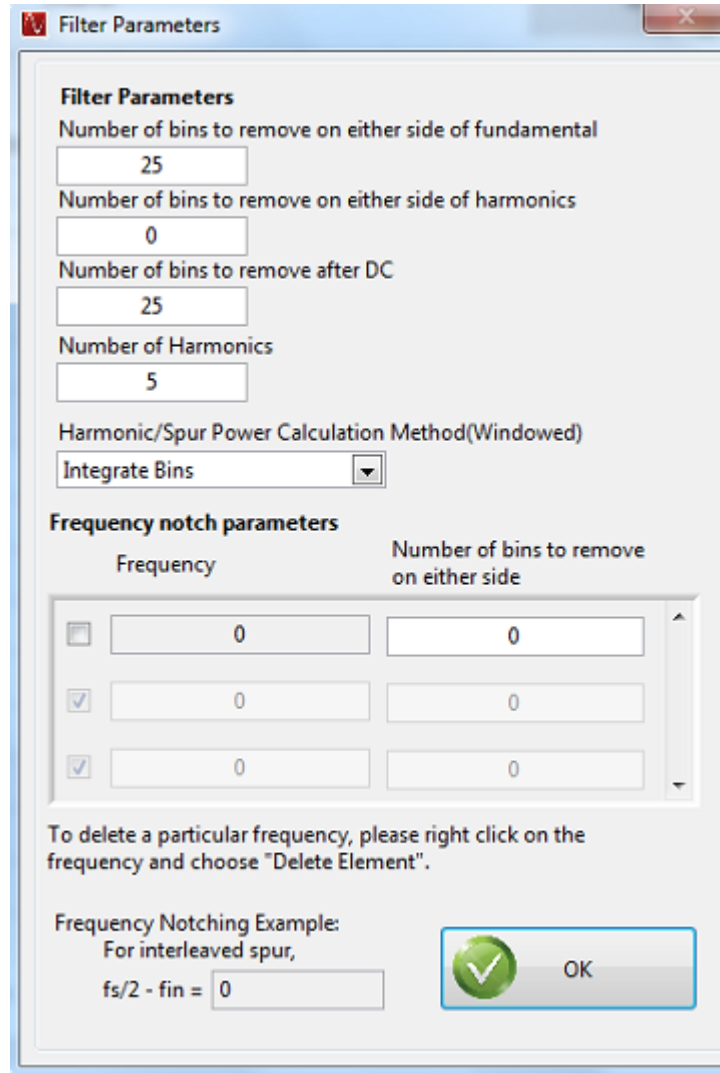 Filter Parameters
Filter Parameters
Number of bins to remove on either side of fundamental
25
Number of bins to remove on either side of harmonics
0
Number of bins to remove after DC
25
Number of Harmonics
5
Harmonic/Spur Power Calculation Method(Windowed)
Integrate Bins
Frequency notch parameters
Frequency
Number of bins to remove
on either side
0 0
0 0
0 0
To delete a particular frequency, please right click on the
frequency and choose "Delete Element".
Frequency Notching Example:
For interleaved spur,
fs/2 - fin = 0
OK